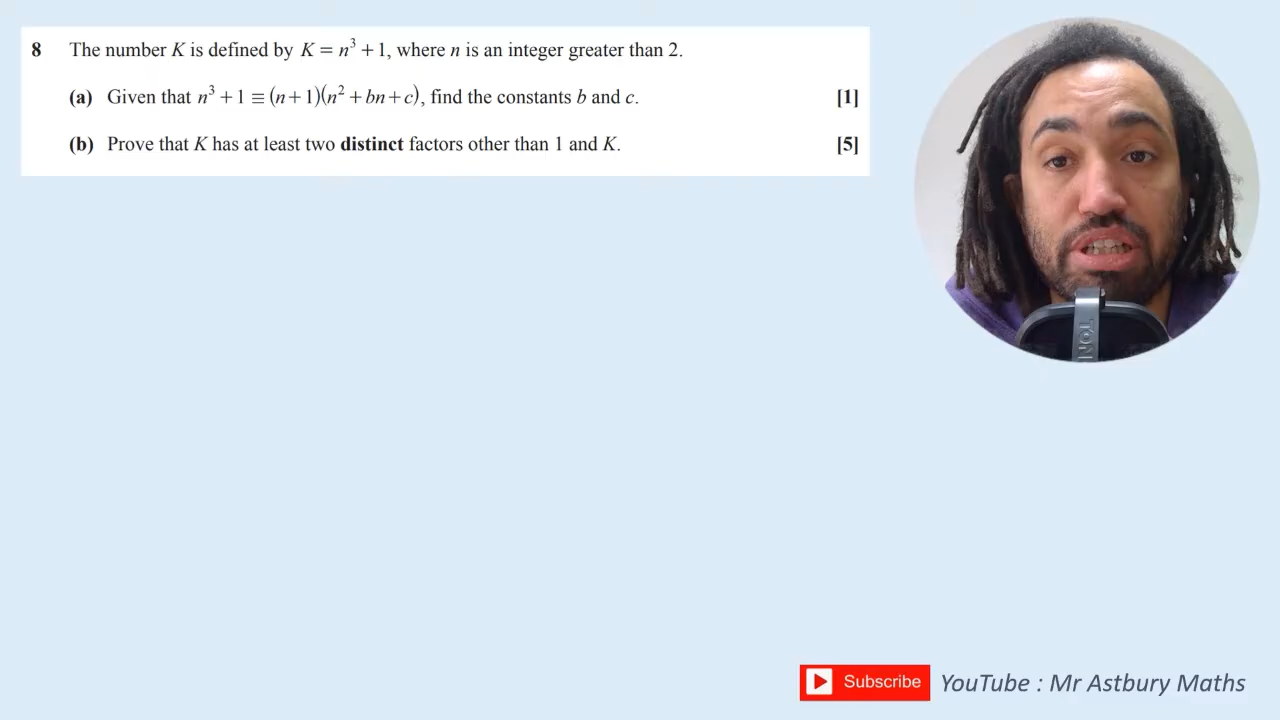 8 The number K is defined by K = n³ + 1, where n is an integer greater than 2.
(a) Given that n³ + 1 ≡ (n + 1)(n² + bn + c), find the constants b and c. [1]
(b) Prove that K has at least two distinct factors other than 1 and K. [5]
TON
Subscribe YouTube : Mr Astbury Maths